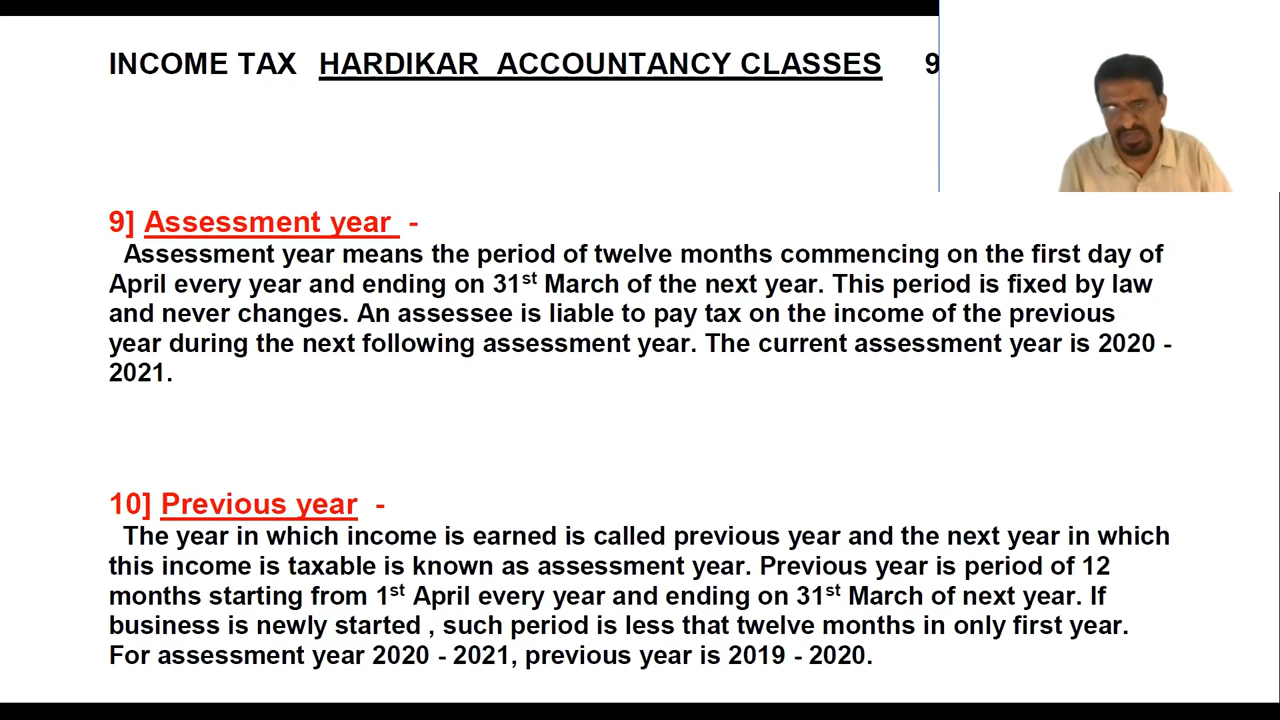 INCOME TAX HARDIKAR ACCOUNTANCY CLASSES 9
9] Assessment year -
Assessment year means the period of twelve months commencing on the first day of
April every year and ending on 31st March of the next year. This period is fixed by law
and never changes. An assessee is liable to pay tax on the income of the previous
year during the next following assessment year. The current assessment year is 2020 -
2021.
10] Previous year -
The year in which income is earned is called previous year and the next year in which
this income is taxable is known as assessment year. Previous year is period of 12
months starting from 1st April every year and ending on 31st March of next year. If
business is newly started , such period is less that twelve months in only first year.
For assessment year 2020 - 2021, previous year is 2019 - 2020.